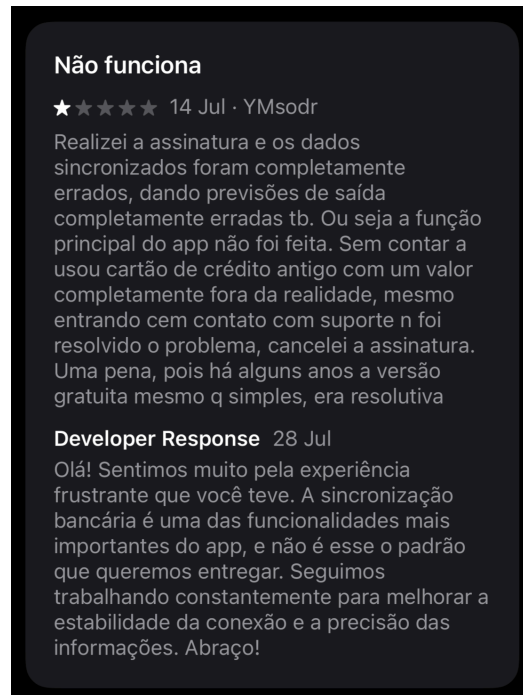 Não funciona
14 Jul · YMsodr
Realizei a assinatura e os dados
sincronizados foram completamente
errados, dando previsões de saída
completamente erradas tb. Ou seja a função
principal do app não foi feita. Sem contar a
usou cartão de crédito antigo com um valor
completamente fora da realidade, mesmo
entrando cem contato com suporte n foi
resolvido o problema, cancelei a assinatura.
Uma pena, pois há alguns anos a versão
gratuita mesmo q simples, era resolutiva
Developer Response 28 Jul
Olá! Sentimos muito pela experiência
frustrante que você teve. A sincronização
bancária é uma das funcionalidades mais
importantes do app, e não é esse o padrão
que queremos entregar. Seguimos
trabalhando constantemente para melhorar a
estabilidade da conexão e a precisão das
informações. Abraço!